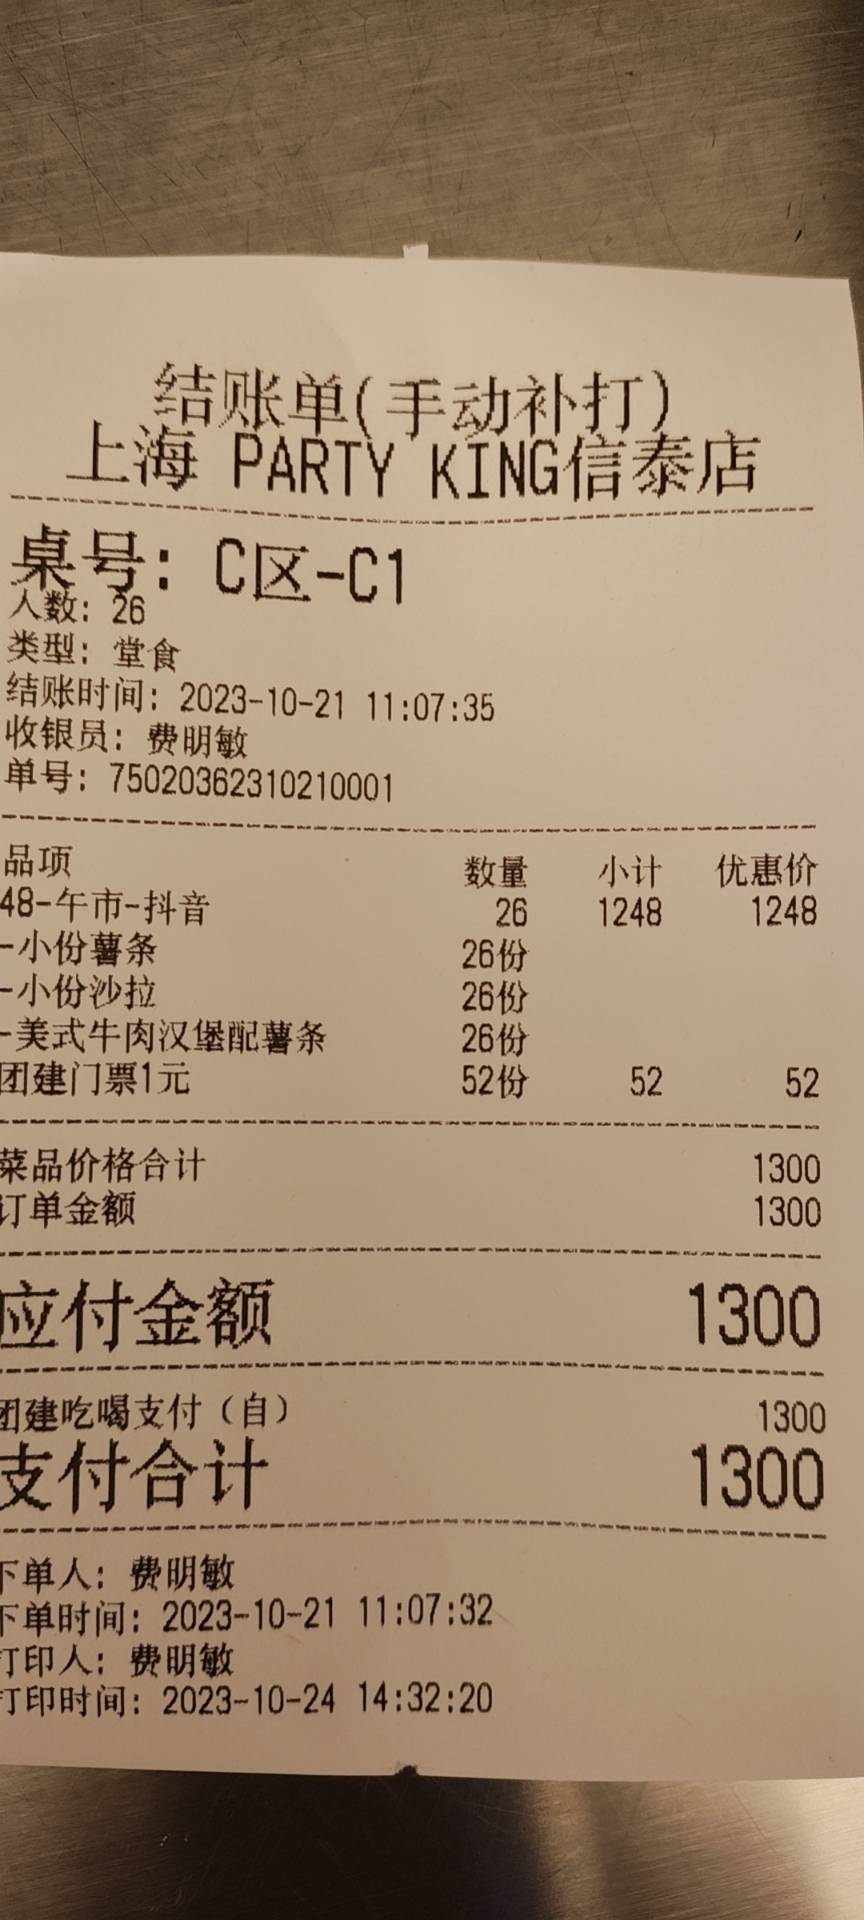 结账单(手动补打)
上海 PARTY KING信泰店
桌号: C区-C1
人数: 26
类型: 堂食
结账时间: 2023-10-21 11:07:35
收银员: 费明敏
单号: 75020362310210001
品项 数量 小计 优惠价
48-午市-抖音 26 1248 1248
-小份薯条 26份
-小份沙拉 26份
-美式牛肉汉堡配薯条 26份
团建门票1元 52份 52 52
菜品价格合计 1300
订单金额 1300
应付金额 1300
团建吃喝支付（自） 1300
支付合计 1300
下单人: 费明敏
下单时间: 2023-10-21 11:07:32
打印人: 费明敏
打印时间: 2023-10-24 14:32:20